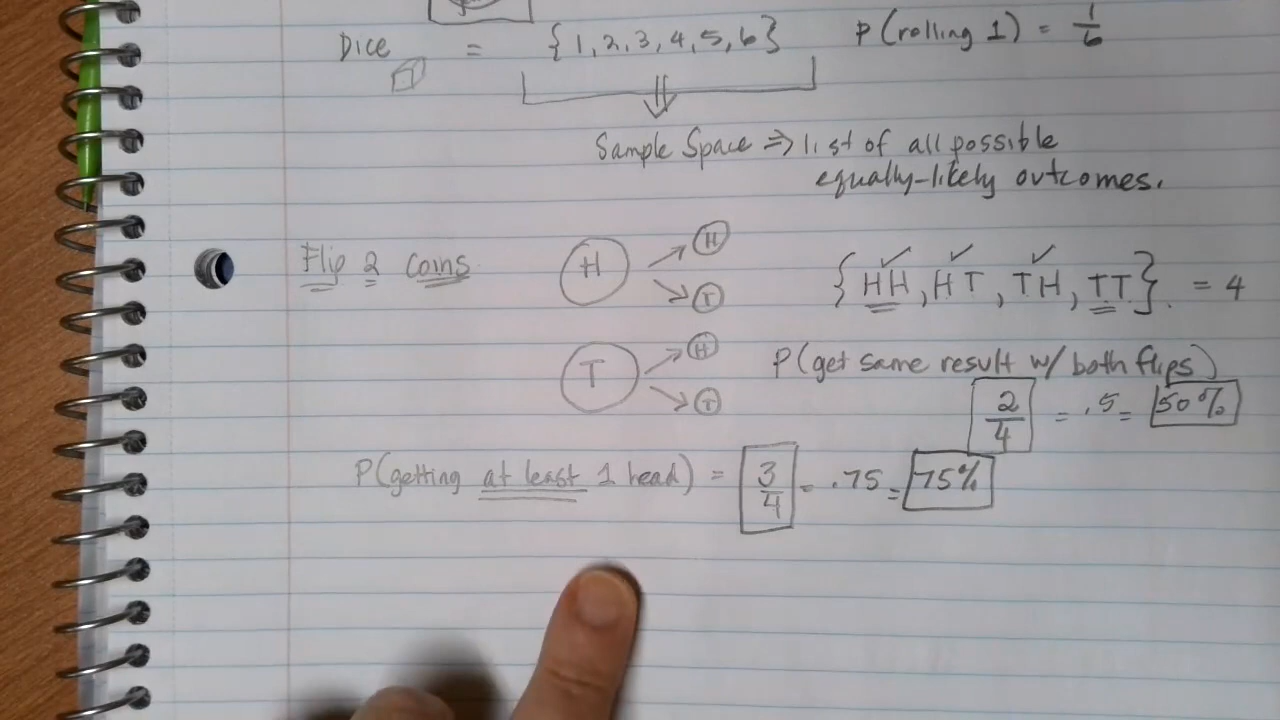 Dice = {1,2,3,4,5,6} P(rolling 1) = 1/6
Sample Space ⇒ list of all possible
equally-likely outcomes.
Flip 2 coins
H → H
→ T
T → H
→ T
{HH, HT, TH, TT}. = 4
P(get same result w/ both flips)
2/4 = .5 = 50%
P(getting at least 1 head) = 3/4 = .75 = 75%